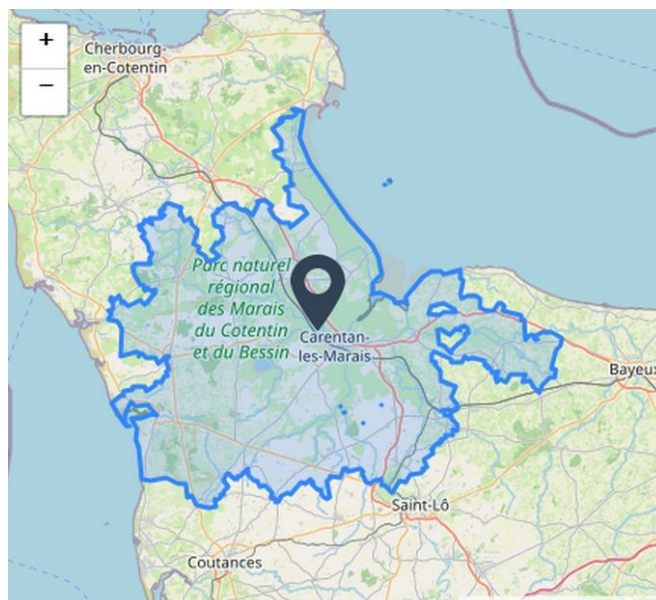 +
−
Cherbourg-
en-Cotentin
Parc naturel
régional
des Marais
du Cotentin
et du Bessin
Carentan-
les-Marais
Bayeux
Saint-Lô
Coutances